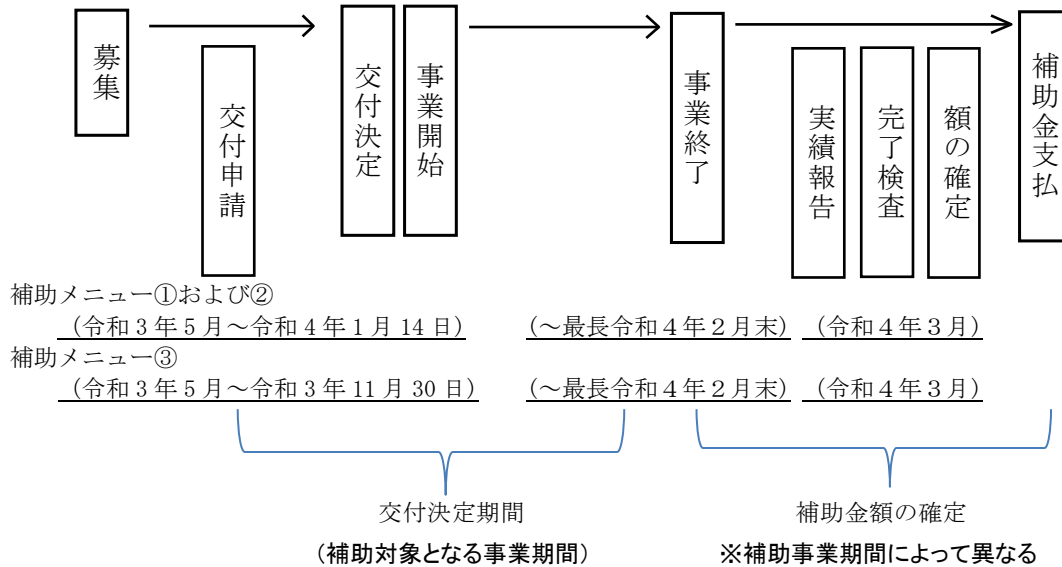 募集
交付申請
交付決定
事業開始
事業終了
実績報告
完了検査
額の確定
補助金支払
補助メニュー①および②
（令和３年５月～令和４年１月 14 日） （～最長令和４年２月末） （令和４年３月）
補助メニュー③
（令和３年５月～令和３年 11 月 30 日） （～最長令和４年２月末） （令和４年３月）
交付決定期間 補助金額の確定
（補助対象となる事業期間） ※補助事業期間によって異なる